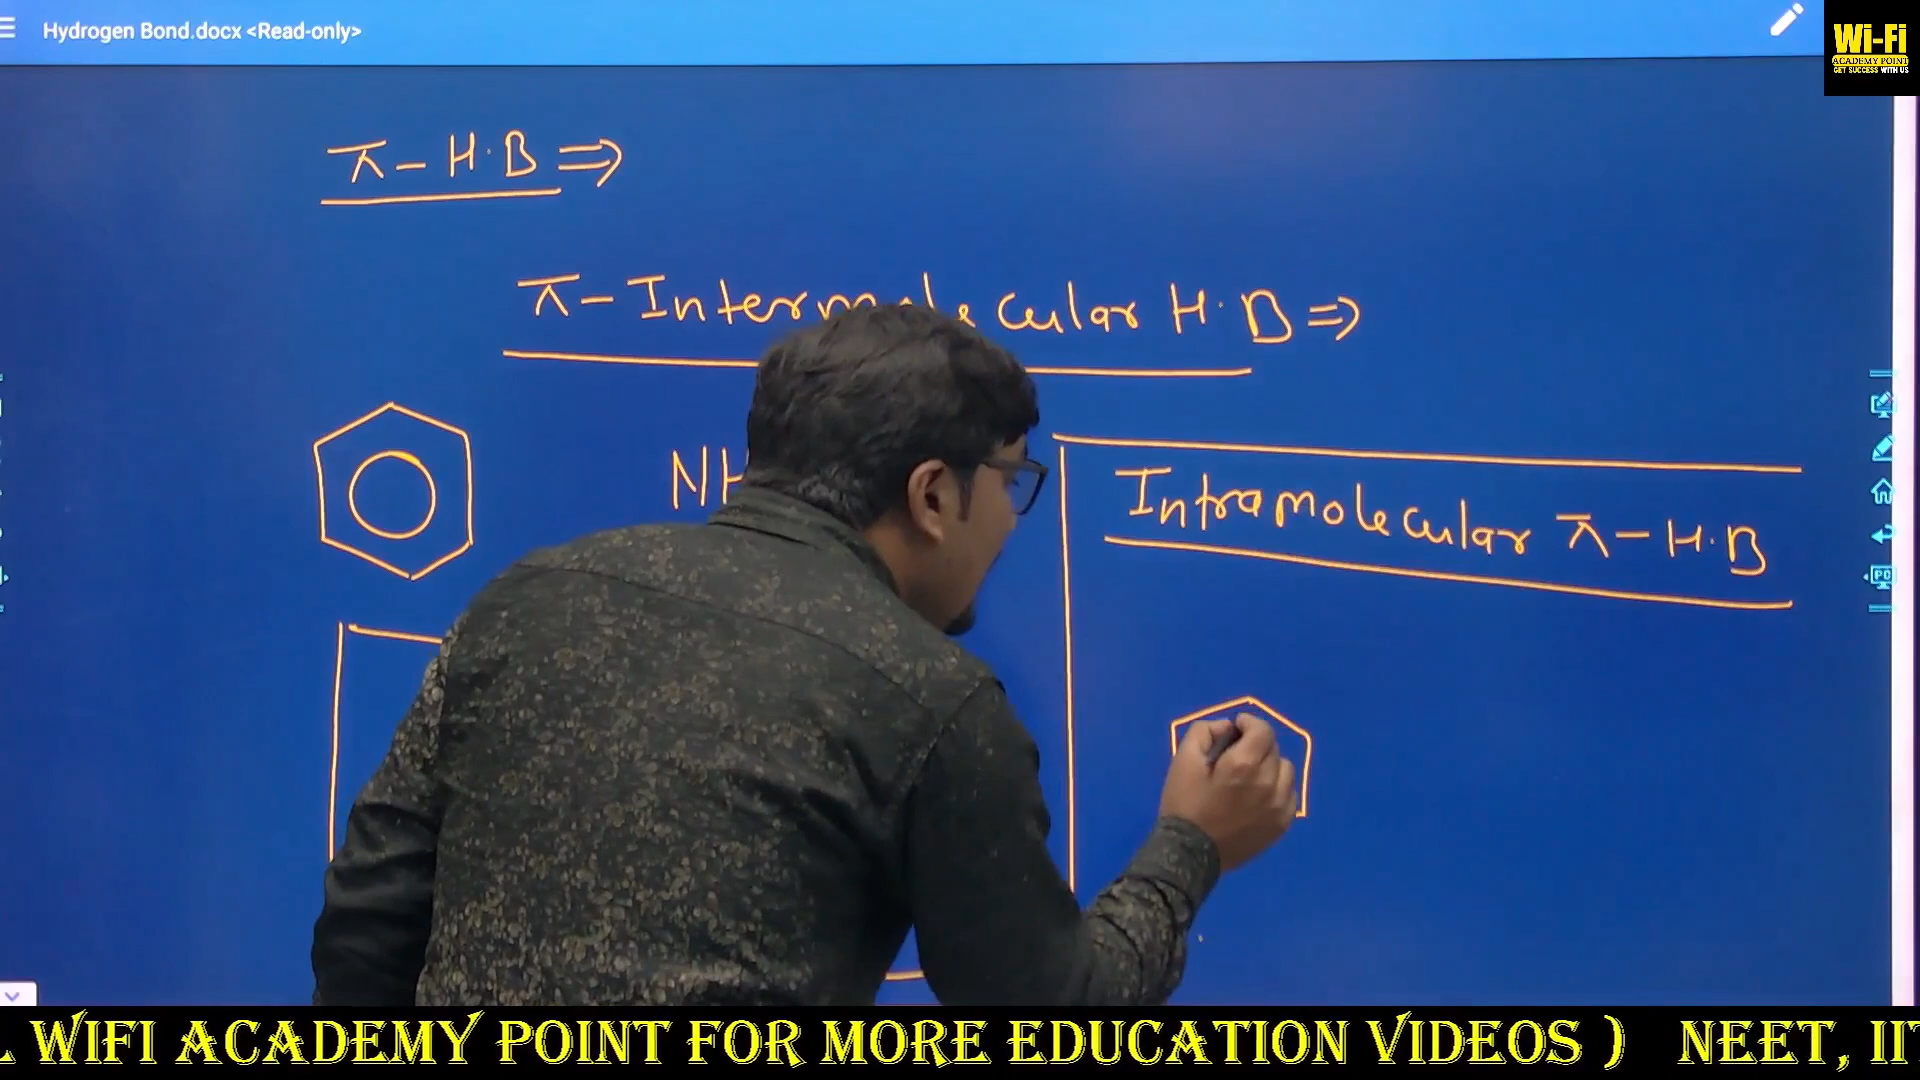 Hydrogen Bond.docx <Read-only>
Wi-Fi
ACADEMY POINT
GET SUCCESS WITH US
π-H.B ⇒
π-Intermolecular H.B ⇒
NH
Intramolecular π-H.B
WIFI ACADEMY POINT FOR MORE EDUCATION VIDEOS ) NEET,